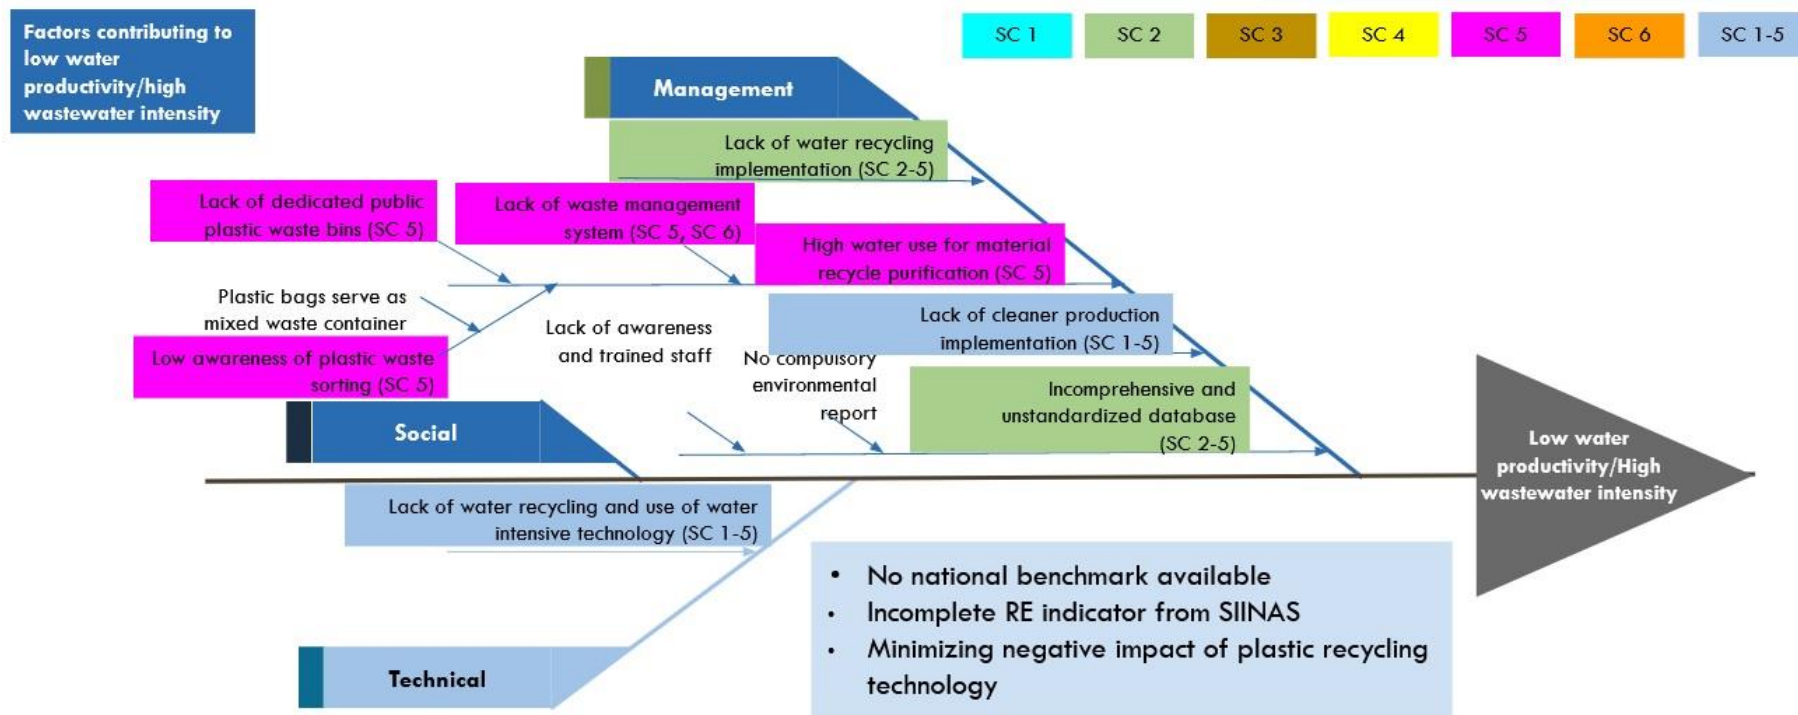 Factors contributing to
low water
productivity/high
wastewater intensity
SC 1
SC 2
SC 3
SC 4
SC 5
SC 6
SC 1-5
Management
Lack of water recycling
implementation (SC 2-5)
Lack of dedicated public
plastic waste bins (SC 5)
Lack of waste management
system (SC 5, SC 6)
High water use for material
recycle purification (SC 5)
Plastic bags serve as
mixed waste container
Lack of awareness
and trained staff
Lack of cleaner production
implementation (SC 1-5)
Low awareness of plastic waste
sorting (SC 5)
No compulsory
environmental
report
Incomprehensive and
unstandardized database
(SC 2-5)
Social
Low water
productivity/High
wastewater intensity
Lack of water recycling and use of water
intensive technology (SC 1-5)
• No national benchmark available
• Incomplete RE indicator from SIINAS
• Minimizing negative impact of plastic recycling
technology
Technical